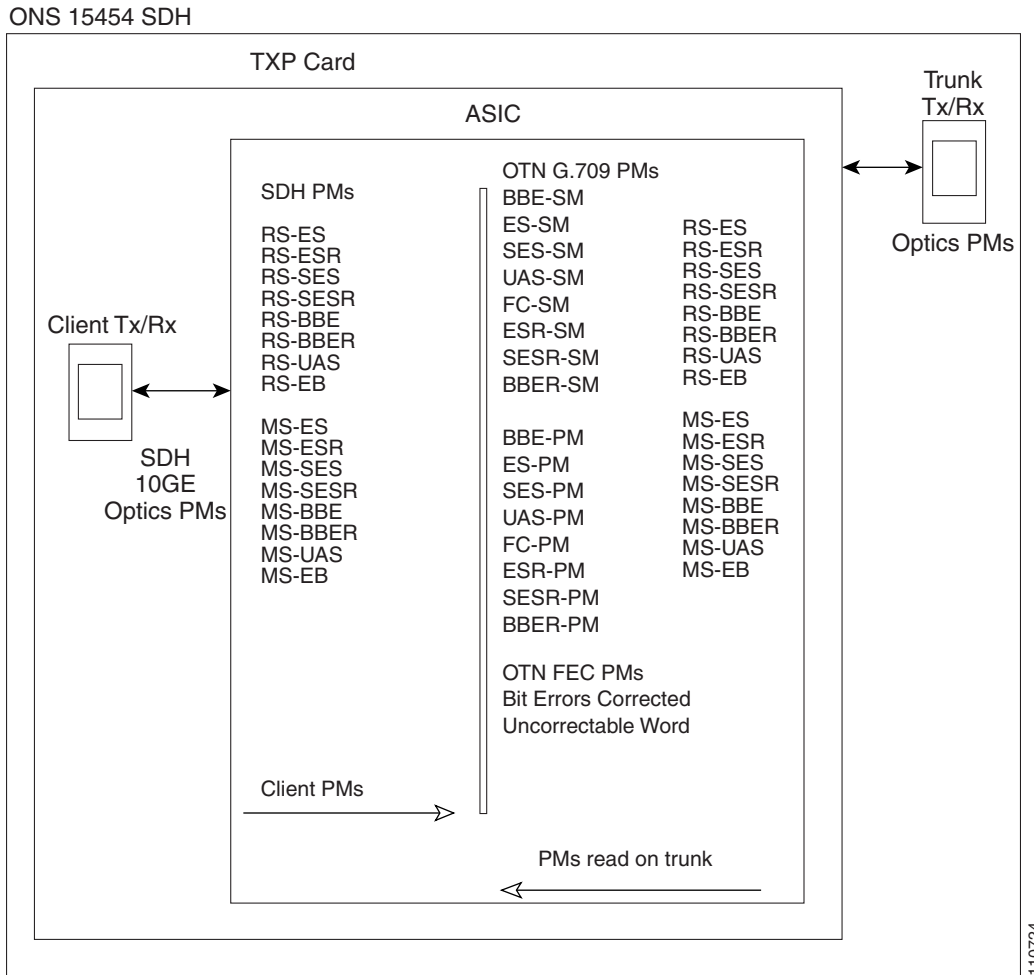 ONS 15454 SDH
TXP Card
ASIC
Trunk
Tx/Rx
Optics PMs
Client Tx/Rx
SDH
10GE
Optics PMs
SDH PMs
RS-ES
RS-ESR
RS-SES
RS-SESR
RS-BBE
RS-BBER
RS-UAS
RS-EB
MS-ES
MS-ESR
MS-SES
MS-SESR
MS-BBE
MS-BBER
MS-UAS
MS-EB
OTN G.709 PMs
BBE-SM
ES-SM
SES-SM
UAS-SM
FC-SM
ESR-SM
SESR-SM
BBER-SM
BBE-PM
ES-PM
SES-PM
UAS-PM
FC-PM
ESR-PM
SESR-PM
BBER-PM
OTN FEC PMs
Bit Errors Corrected
Uncorrectable Word
RS-ES
RS-ESR
RS-SES
RS-SESR
RS-BBE
RS-BBER
RS-UAS
RS-EB
MS-ES
MS-ESR
MS-SES
MS-SESR
MS-BBE
MS-BBER
MS-UAS
MS-EB
Client PMs
PMs read on trunk